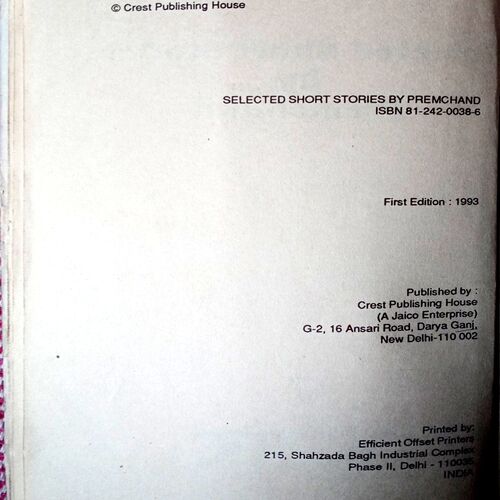 © Crest Publishing House
SELECTED SHORT STORIES BY PREMCHAND
ISBN 81-242-0038-6
First Edition : 1993
Published by :
Crest Publishing House
(A Jaico Enterprise)
G-2, 16 Ansari Road, Darya Ganj,
New Delhi-110 002
Printed by:
Efficient Offset Printers
215, Shahzada Bagh Industrial Complex
Phase II, Delhi - 110035
INDIA